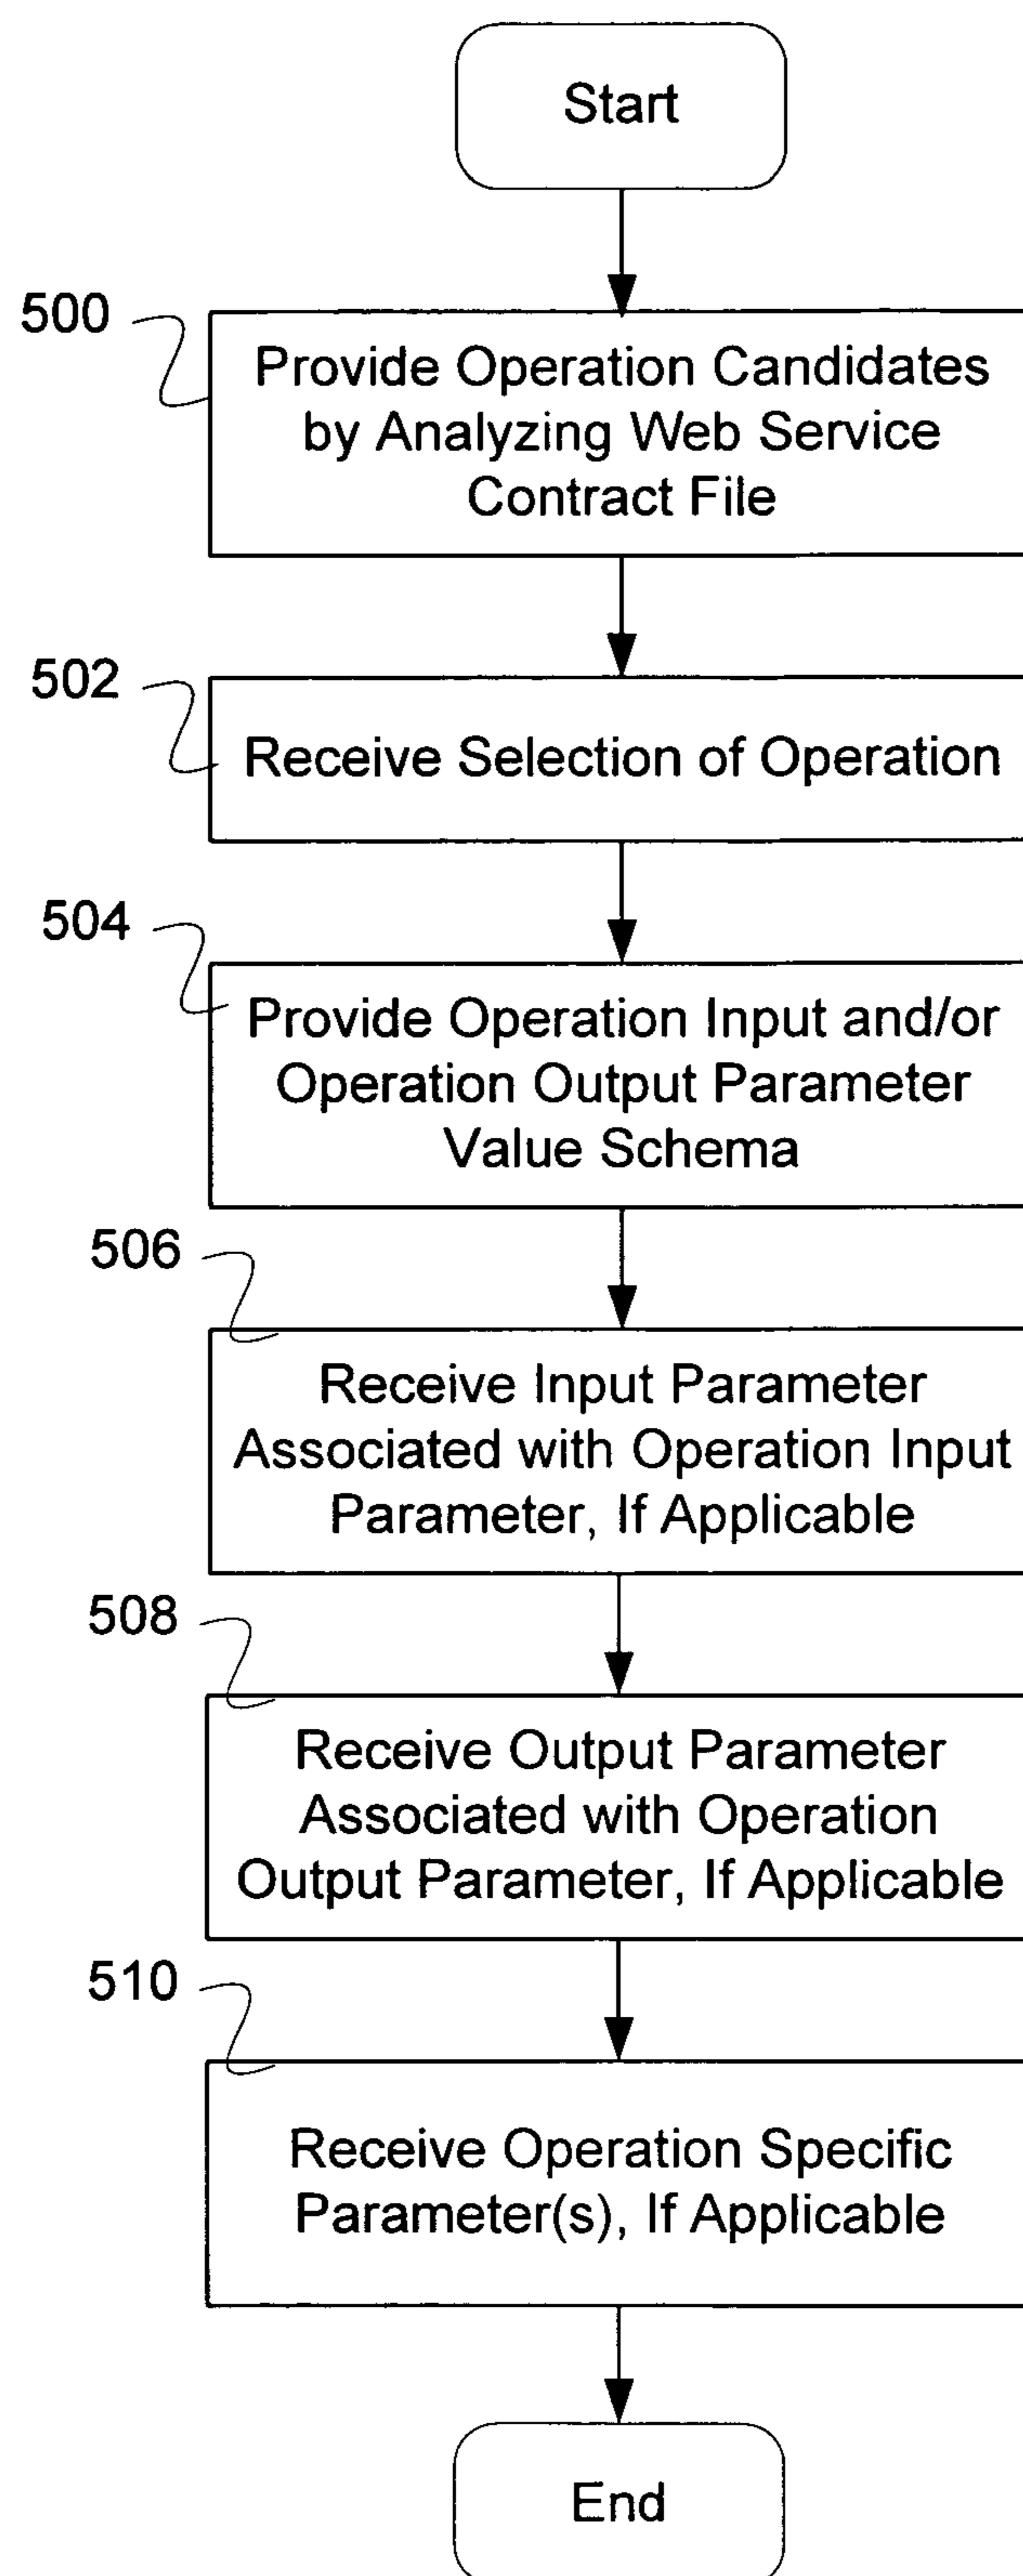 Start
500
Provide Operation Candidates
by Analyzing Web Service
Contract File
502
Receive Selection of Operation
504
Provide Operation Input and/or
Operation Output Parameter
Value Schema
506
Receive Input Parameter
Associated with Operation Input
Parameter, If Applicable
508
Receive Output Parameter
Associated with Operation
Output Parameter, If Applicable
510
Receive Operation Specific
Parameter(s), If Applicable
End